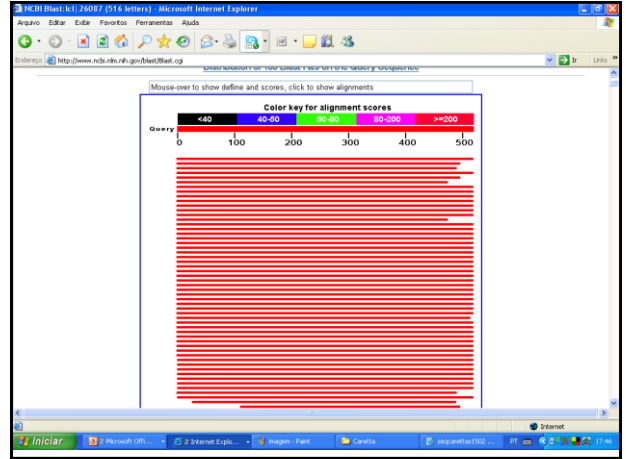 NCBI Blast:lcl| 26087 (516 letters) - Microsoft Internet Explorer
Arquivo Editar Exibir Favoritos Ferramentas Ajuda
Endereço http://www.ncbi.nlm.nih.gov/blast/Blast.cgi Ir Links »
Distribution of 100 Blast Hits on the Query Sequence
Mouse-over to show defline and scores, click to show alignments
Color key for alignment scores
<40 40-50 50-80 80-200 >=200
Query
0 100 200 300 400 500
Internet
Iniciar 2 Microsoft Offi... 2 Internet Explo... imagem - Paint Caretta seqcarettas1502 ... PT 17:46